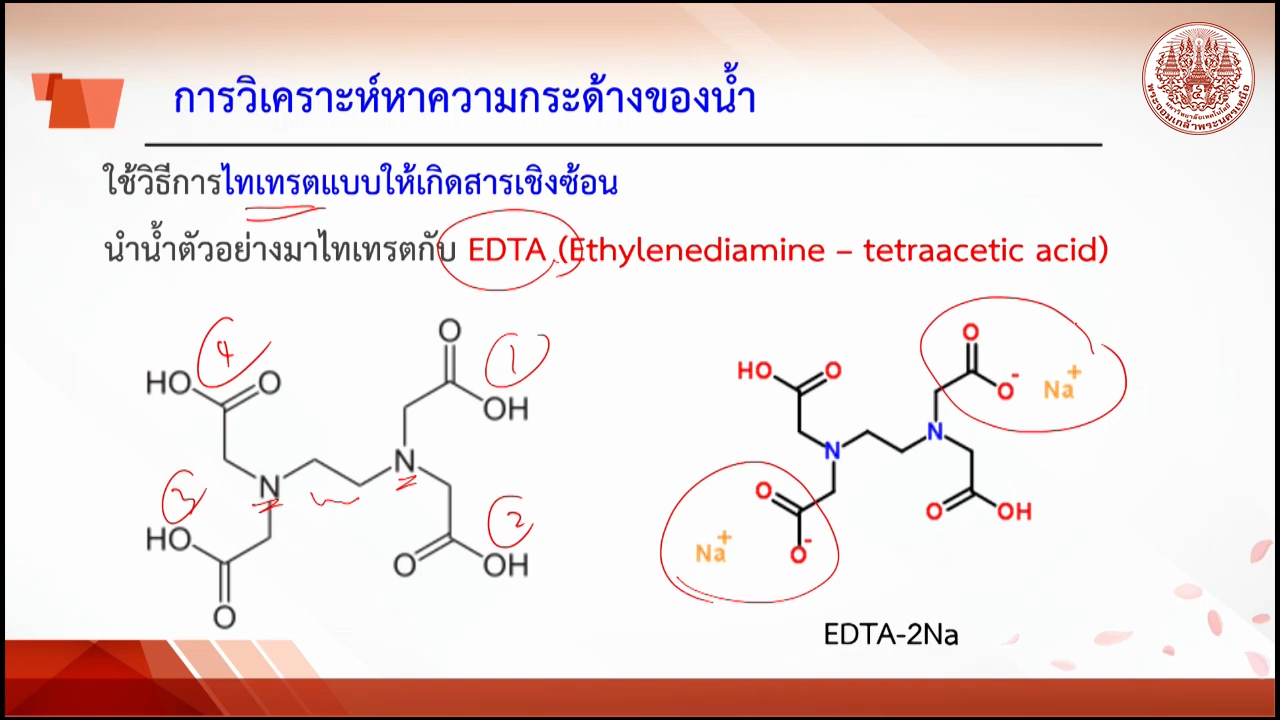 การวิเคราะห์หาความกระด้างของน้ำ
ใช้วิธีการไทเทรตแบบให้เกิดสารเชิงซ้อน
นำน้ำตัวอย่างมาไทเทรตกับ EDTA (Ethylenediamine – tetraacetic acid)
O
4
1
HO O
OH
N
N
3
2
HO
O OH
O
O
HO O
O⁻ Na⁺
N
N
O
O OH
Na⁺ O⁻
EDTA-2Na